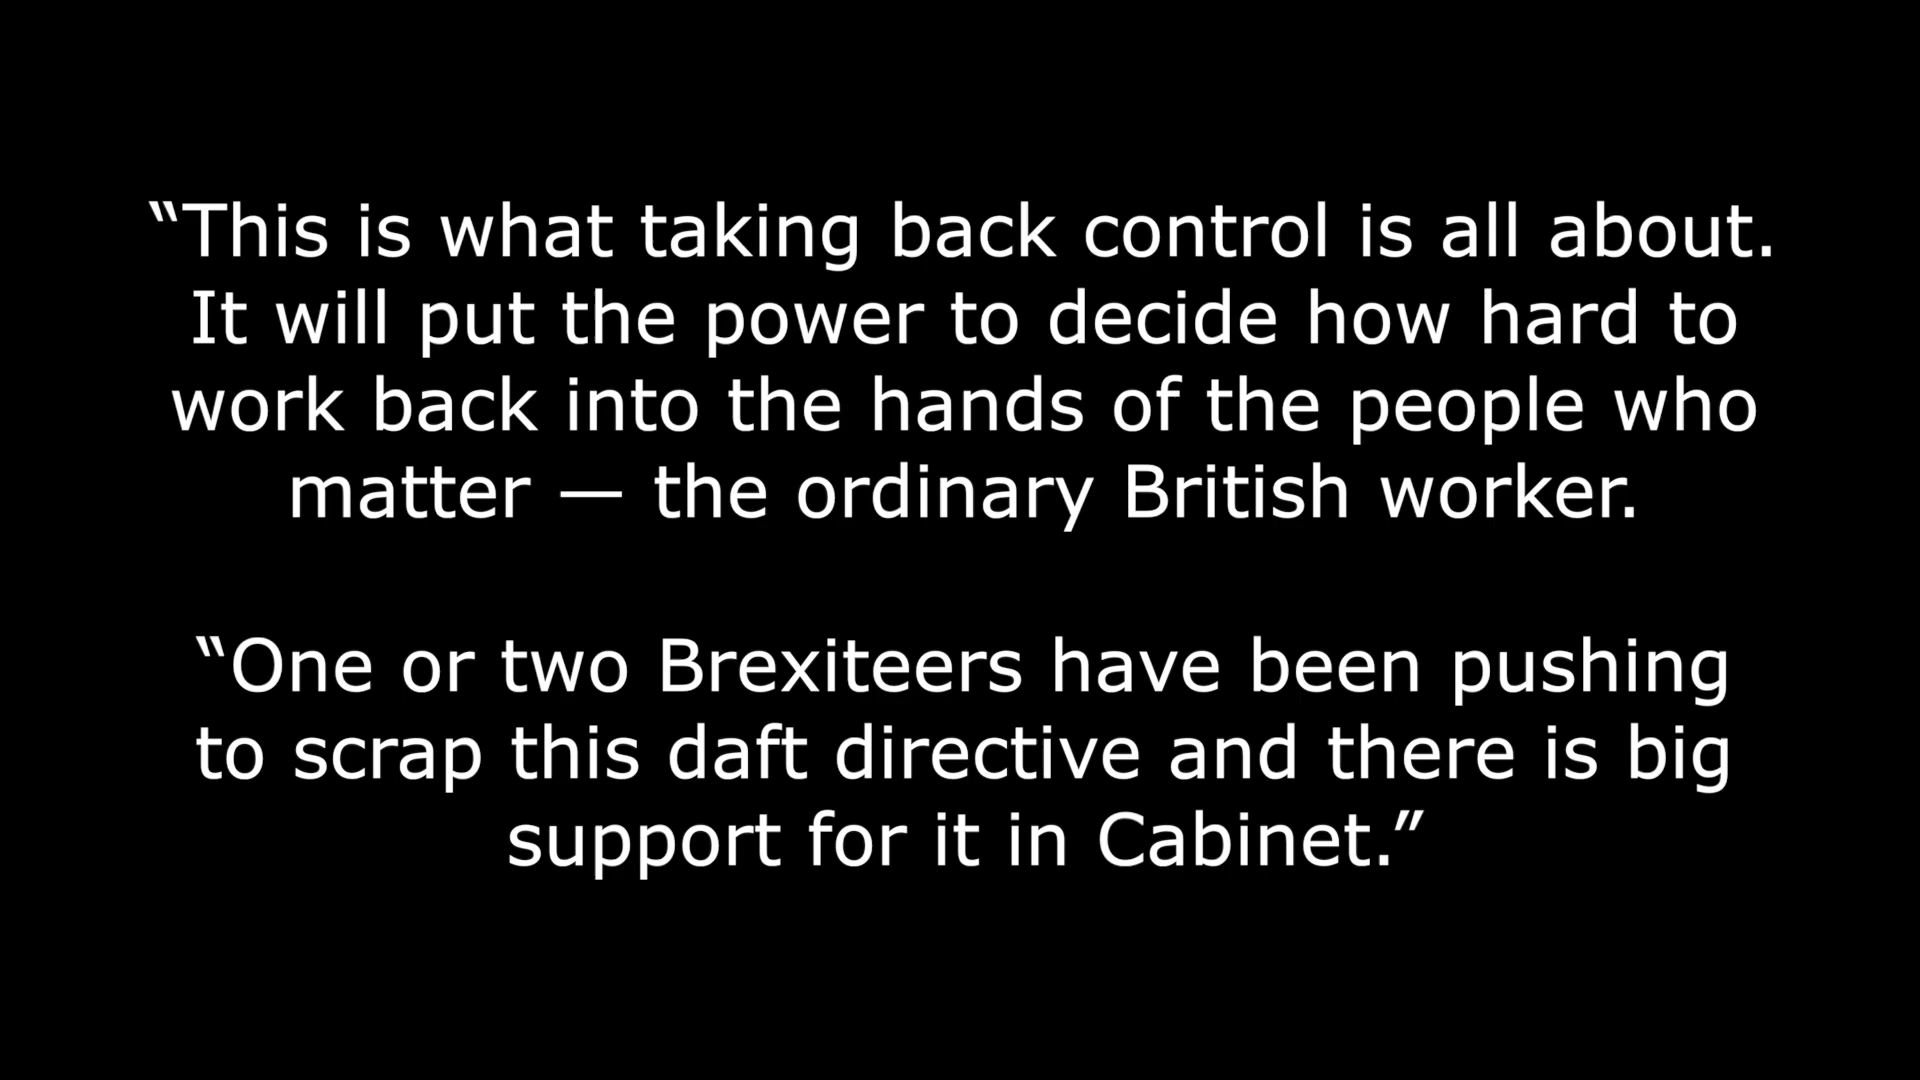 “This is what taking back control is all about.
It will put the power to decide how hard to
work back into the hands of the people who
matter — the ordinary British worker.
“One or two Brexiteers have been pushing
to scrap this daft directive and there is big
support for it in Cabinet.”